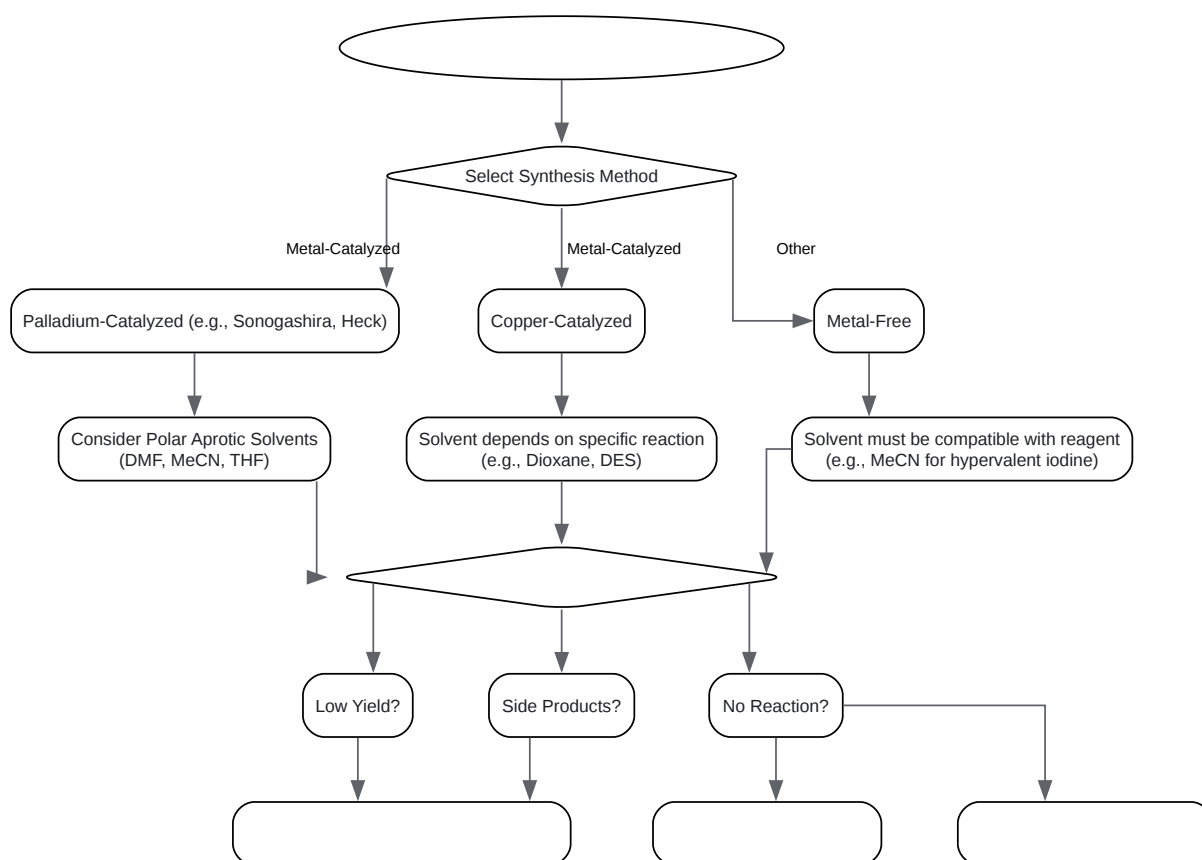 Select Synthesis Method
Metal-Catalyzed
Metal-Catalyzed
Other
Palladium-Catalyzed (e.g., Sonogashira, Heck)
Copper-Catalyzed
Metal-Free
Consider Polar Aprotic Solvents
(DMF, MeCN, THF)
Solvent depends on specific reaction
(e.g., Dioxane, DES)
Solvent must be compatible with reagent
(e.g., MeCN for hypervalent iodine)
Low Yield?
Side Products?
No Reaction?